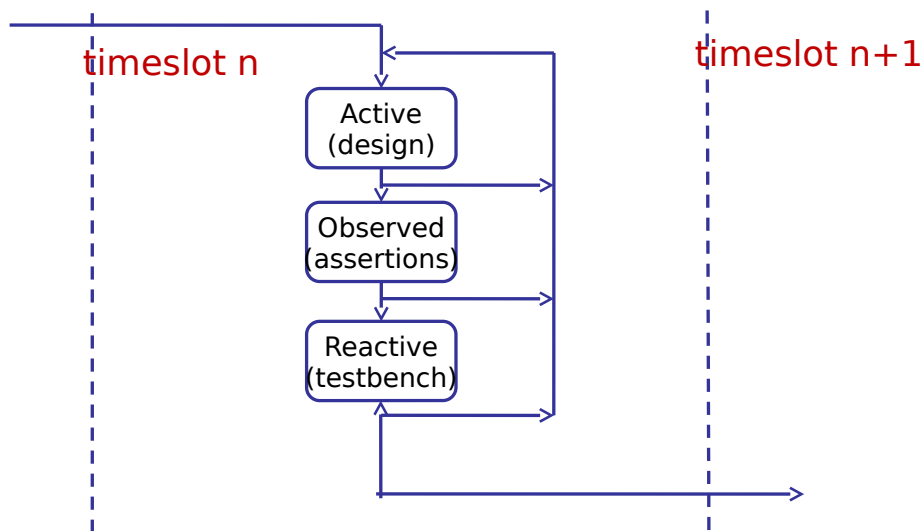 timeslot n
timeslot n+1
Active
(design)
Observed
(assertions)
Reactive
(testbench)